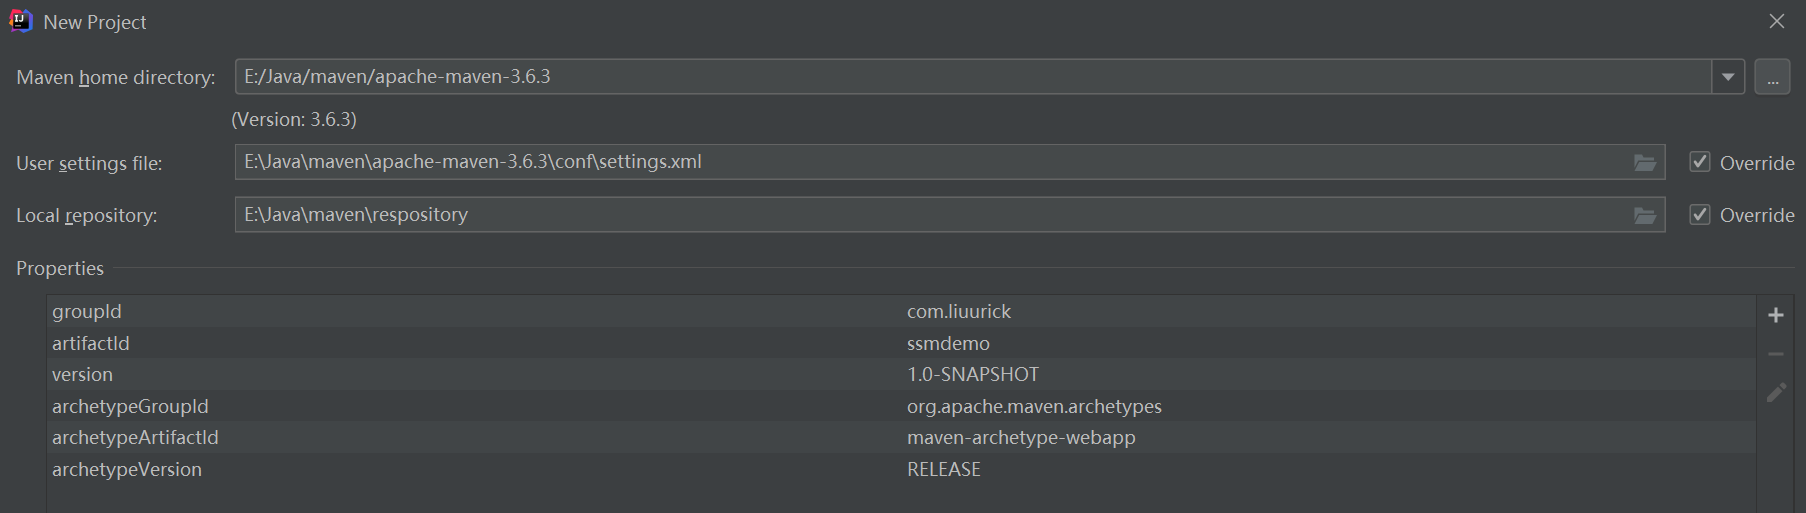 New Project
Maven home directory: E:/Java/maven/apache-maven-3.6.3 ...
(Version: 3.6.3)
User settings file: E:\Java\maven\apache-maven-3.6.3\conf\settings.xml Override
Local repository: E:\Java\maven\respository Override
Properties
groupId com.liuurick
artifactId ssmdemo
version 1.0-SNAPSHOT
archetypeGroupId org.apache.maven.archetypes
archetypeArtifactId maven-archetype-webapp
archetypeVersion RELEASE